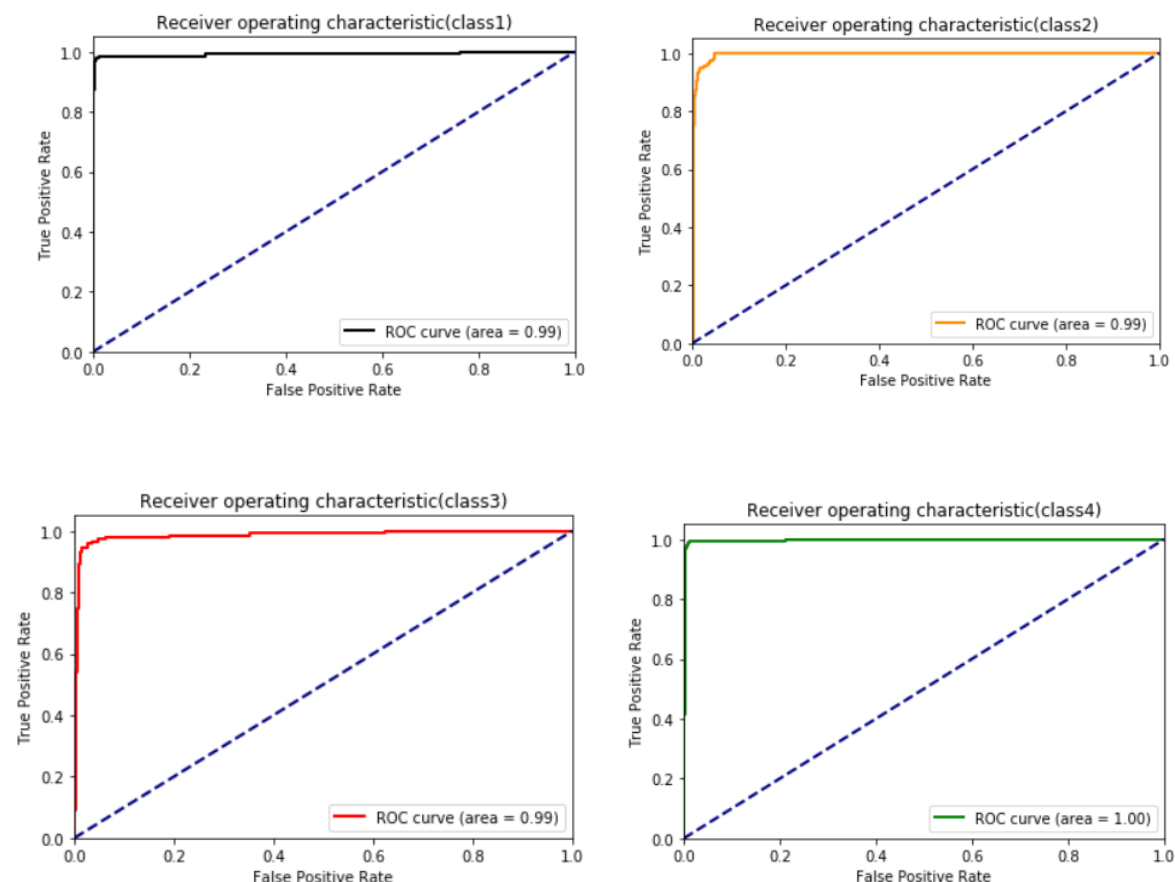 Receiver operating characteristic(class1)
1.0
0.8
0.6
0.4
0.2
0.0
True Positive Rate
ROC curve (area = 0.99)
0.0 0.2 0.4 0.6 0.8 1.0
False Positive Rate
Receiver operating characteristic(class2)
1.0
0.8
0.6
0.4
0.2
0.0
True Positive Rate
ROC curve (area = 0.99)
0.0 0.2 0.4 0.6 0.8 1.0
False Positive Rate
Receiver operating characteristic(class3)
1.0
0.8
0.6
0.4
0.2
0.0
True Positive Rate
ROC curve (area = 0.99)
0.0 0.2 0.4 0.6 0.8 1.0
False Positive Rate
Receiver operating characteristic(class4)
1.0
0.8
0.6
0.4
0.2
0.0
True Positive Rate
ROC curve (area = 1.00)
0.0 0.2 0.4 0.6 0.8 1.0
False Positive Rate